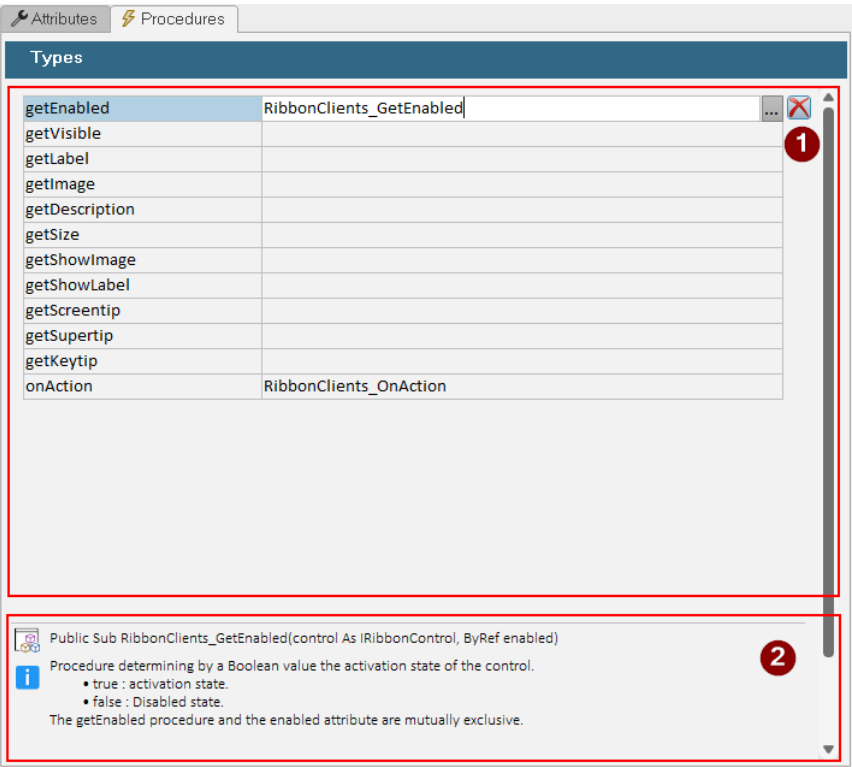 Attributes Procedures
Types
getEnabled RibbonClients_GetEnabled ...
1
getVisible
getLabel
getImage
getDescription
getSize
getShowImage
getShowLabel
getScreentip
getSupertip
getKeytip
onAction RibbonClients_OnAction
Public Sub RibbonClients_GetEnabled(control As IRibbonControl, ByRef enabled)
2
Procedure determining by a Boolean value the activation state of the control.
• true : activation state.
• false : Disabled state.
The getEnabled procedure and the enabled attribute are mutually exclusive.